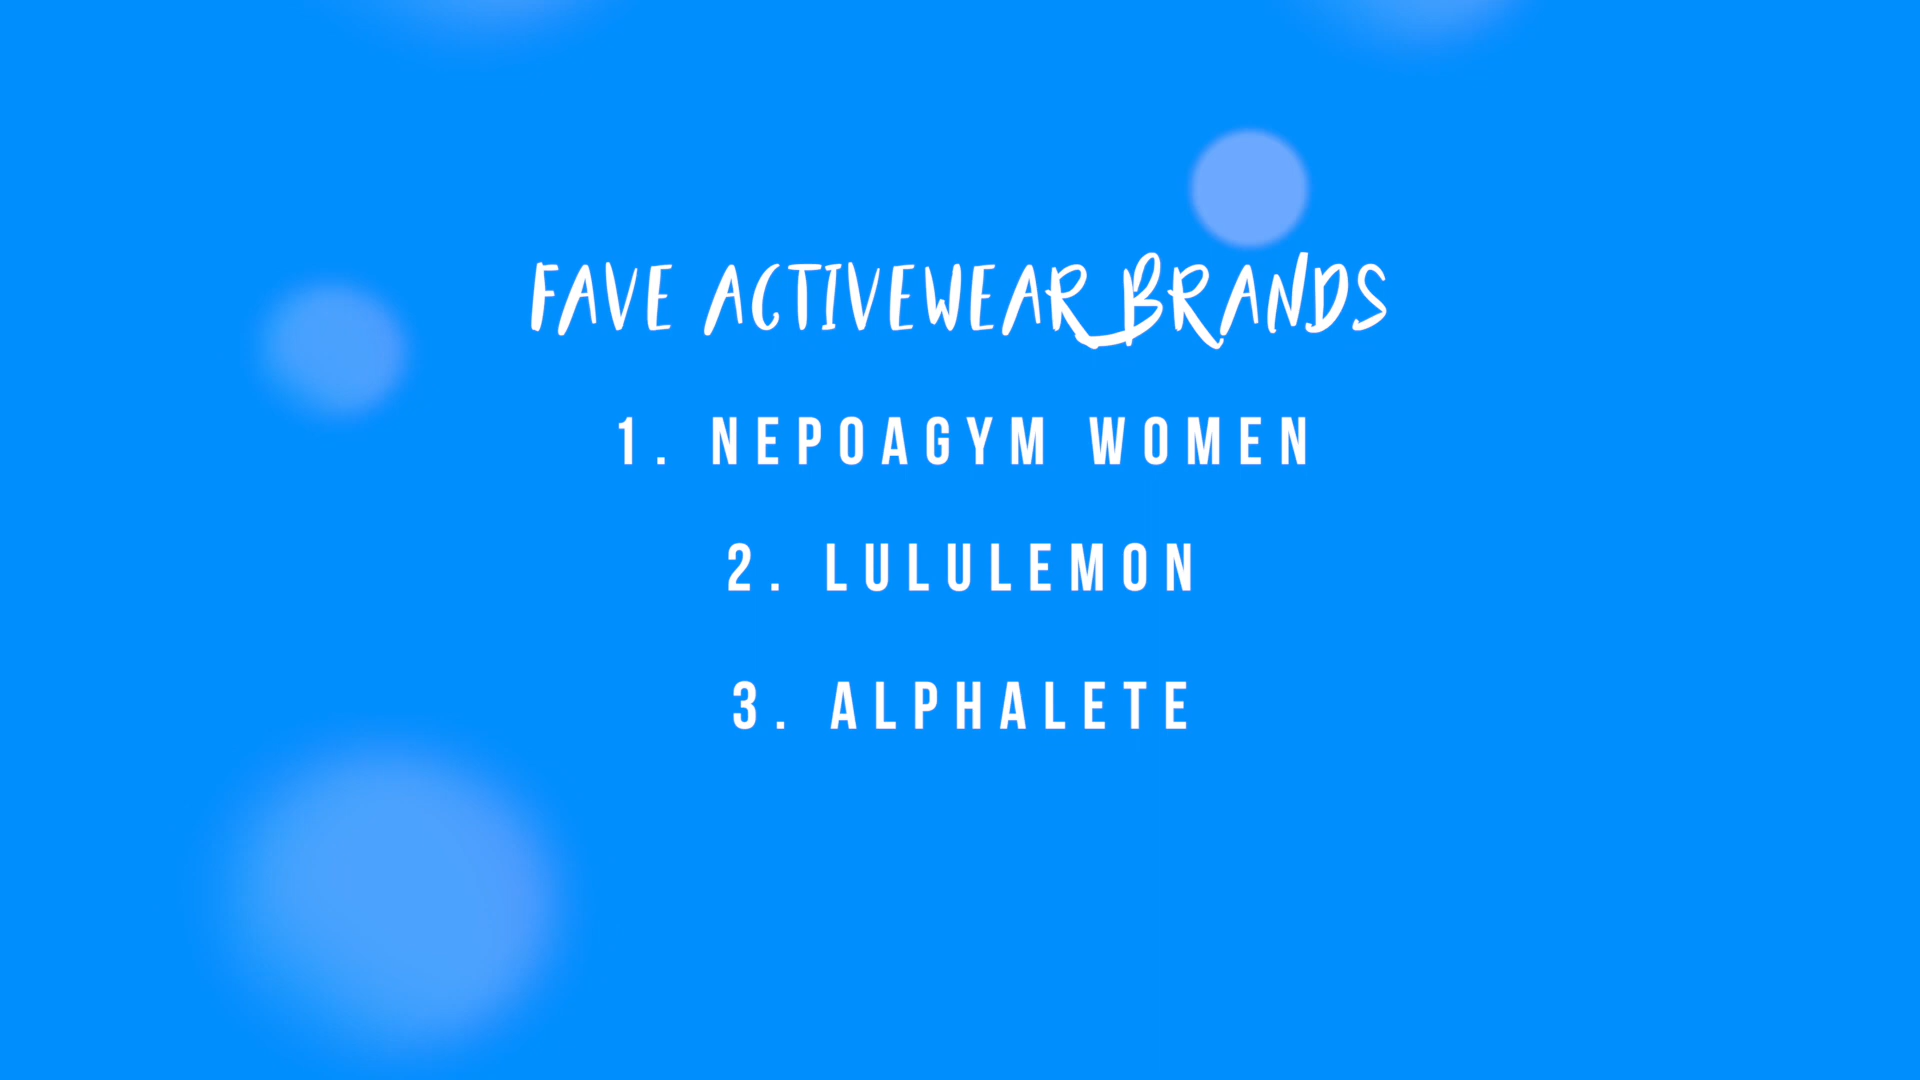 FAVE ACTIVEWEAR BRANDS
1. NEPOAGYM WOMEN
2. LULULEMON
3. ALPHALETE